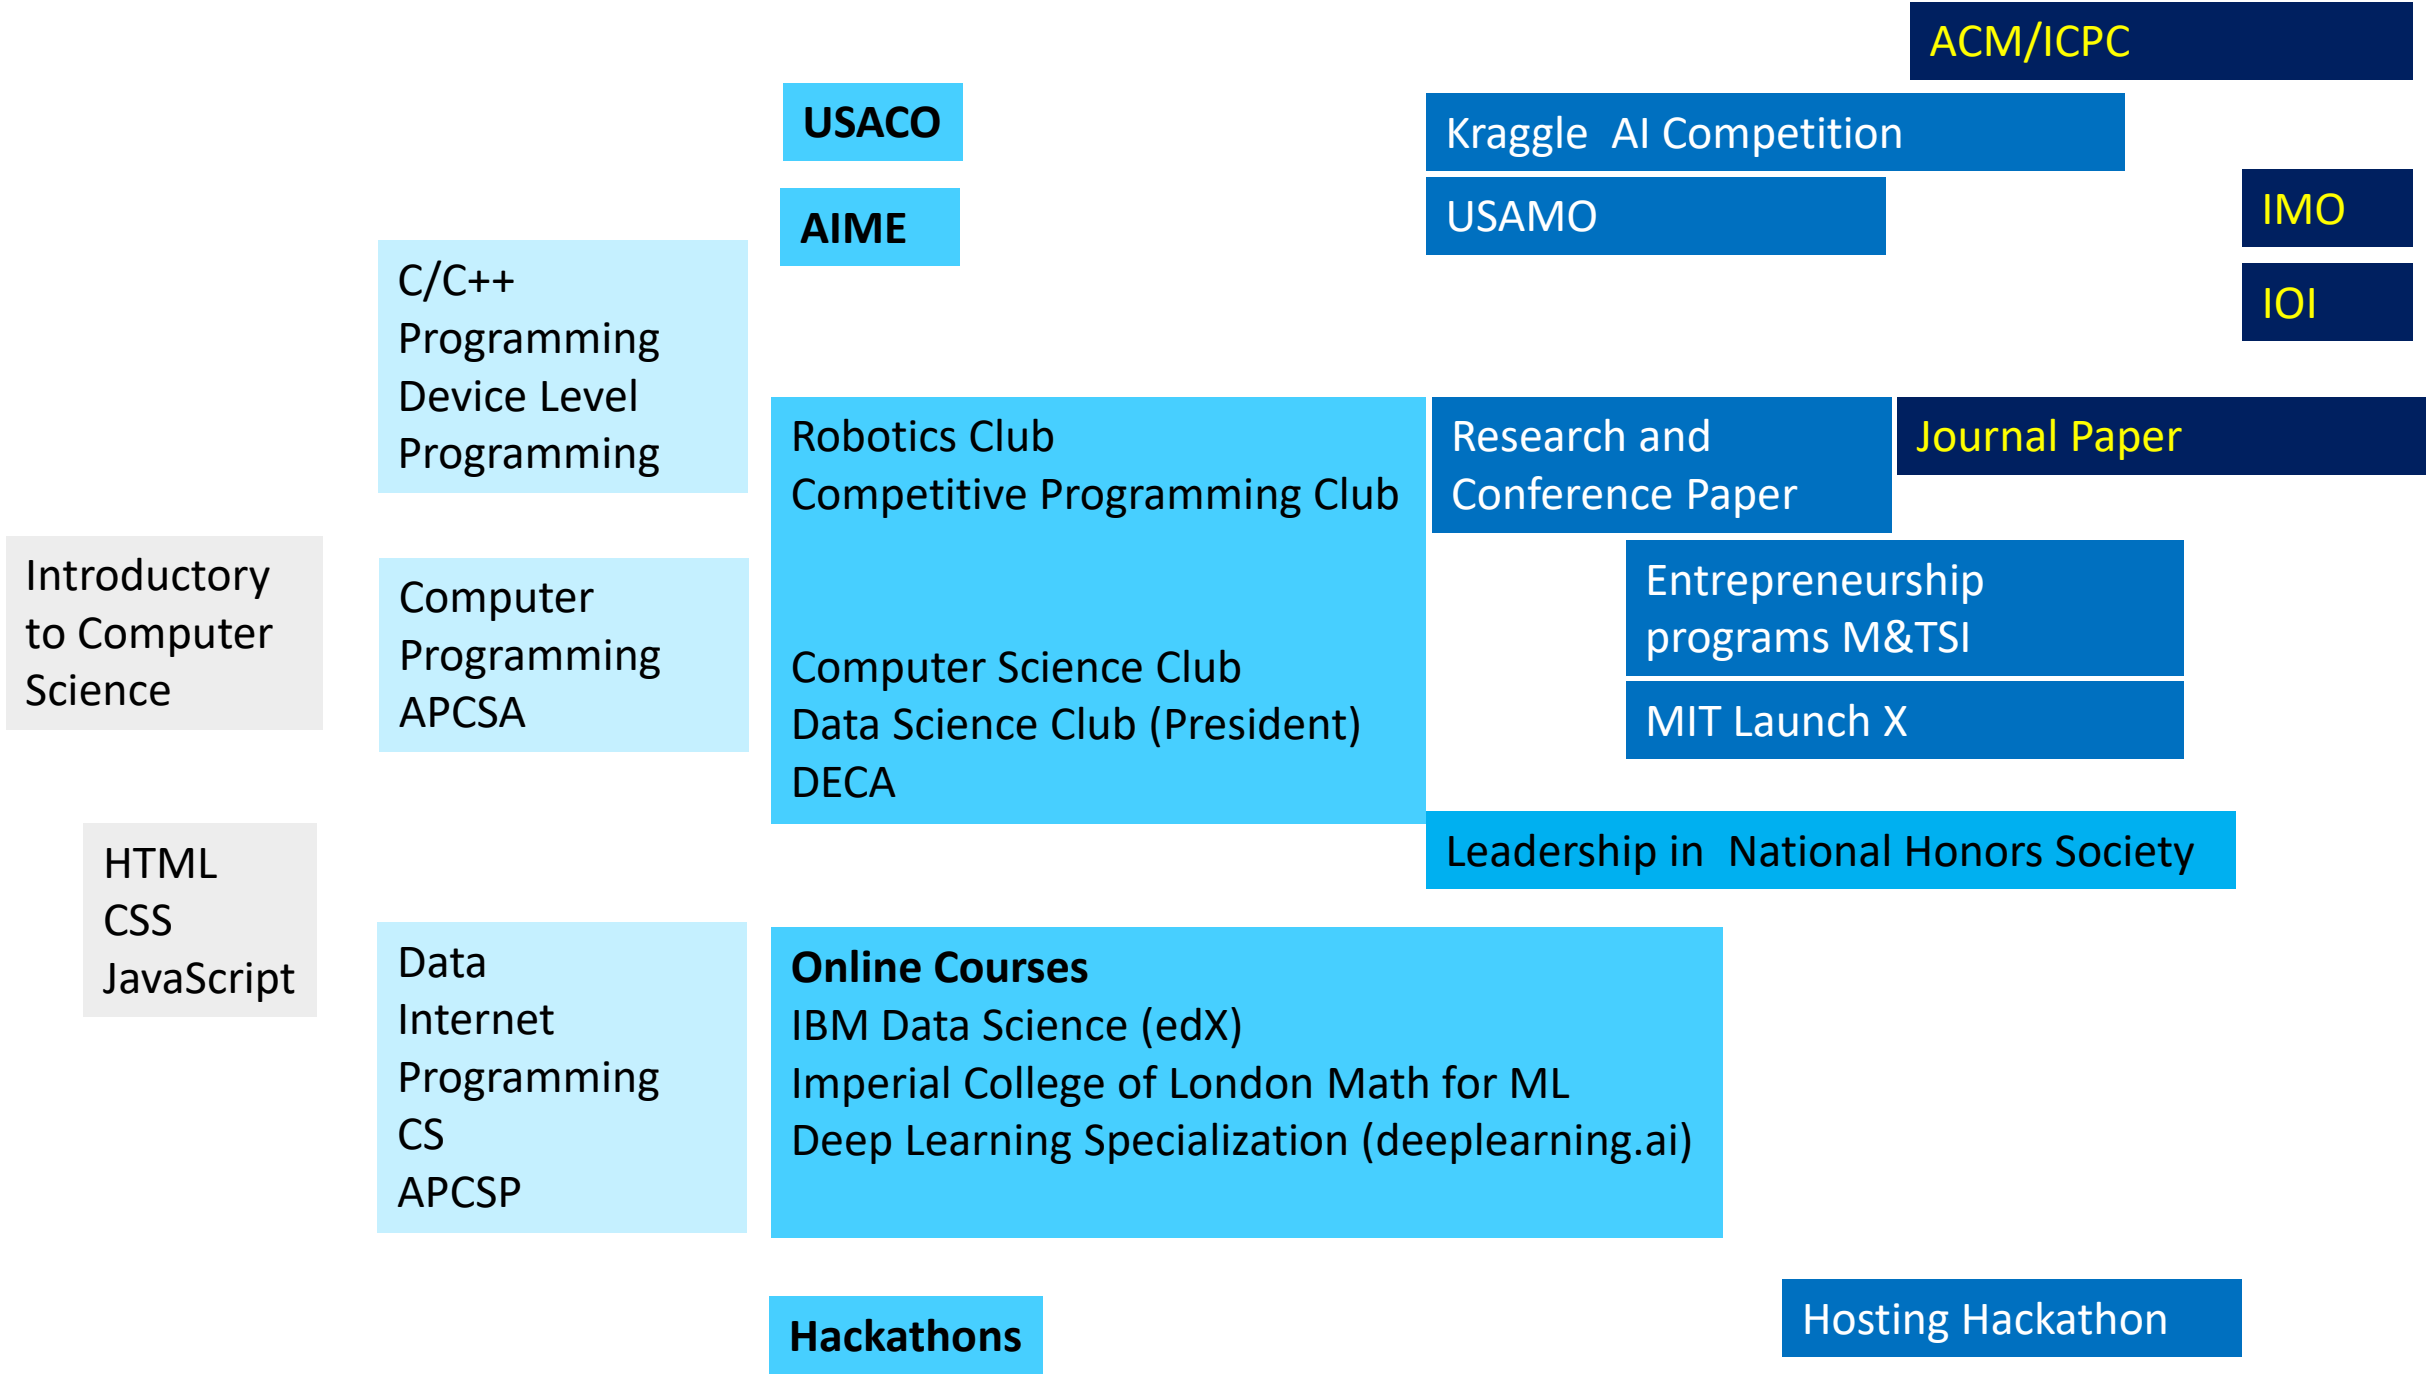 ACM/ICPC
USACO
Kraggle  AI Competition
AIME
USAMO
IMO
IOI
C/C++
Programming
Device Level
Programming
Robotics Club
Competitive Programming Club
Computer Science Club
Data Science Club (President)
DECA
Research and
Conference Paper
Journal Paper
Introductory
to Computer
Science
Computer
Programming
APCSA
Entrepreneurship
programs M&TSI
MIT Launch X
Leadership in  National Honors Society
HTML
CSS
JavaScript
Data
Internet
Programming
CS
APCSP
Online Courses
IBM Data Science (edX)
Imperial College of London Math for ML
Deep Learning Specialization (deeplearning.ai)
Hackathons
Hosting Hackathon